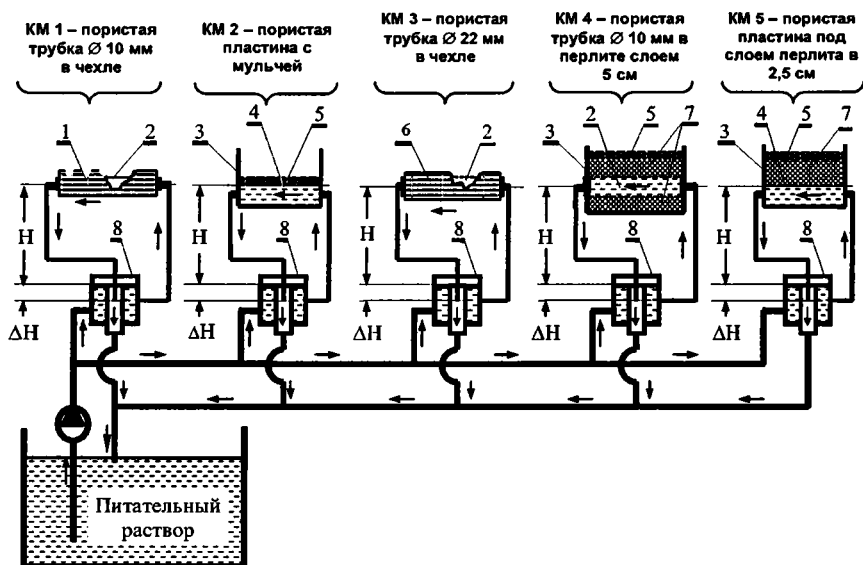 КМ 1 – пористая
трубка Ø 10 мм
в чехле
КМ 2 – пористая
пластина с
мульчей
КМ 3 – пористая
трубка Ø 22 мм
в чехле
КМ 4 – пористая
трубка Ø 10 мм в
перлите слоем
5 см
КМ 5 – пористая
пластина под
слоем перлита в
2,5 см
1 2
3 4 5
6 2
3 2 5 7
3 4 5 7
8 8 8 8 8
H H H H H
ΔH ΔH ΔH ΔH ΔH
Питательный
раствор